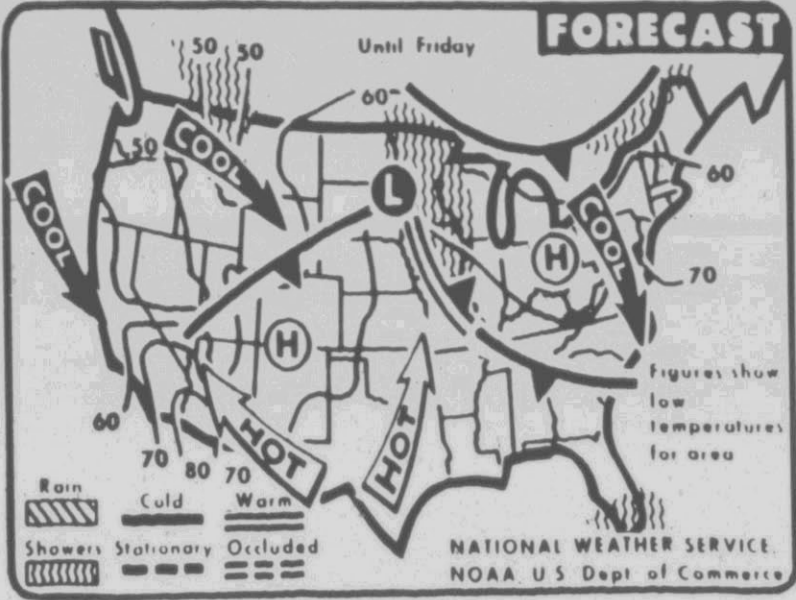 FORECAST
Until Friday
50 50
60
COOL
50
COOL
L
60
COOL
H
70
H
Figures show
low
temperatures
for area
60
70 80 70
HOT
HOT
Rain Cold Warm
Showers Stationary Occluded
NATIONAL WEATHER SERVICE,
NOAA U S Dept of Commerce